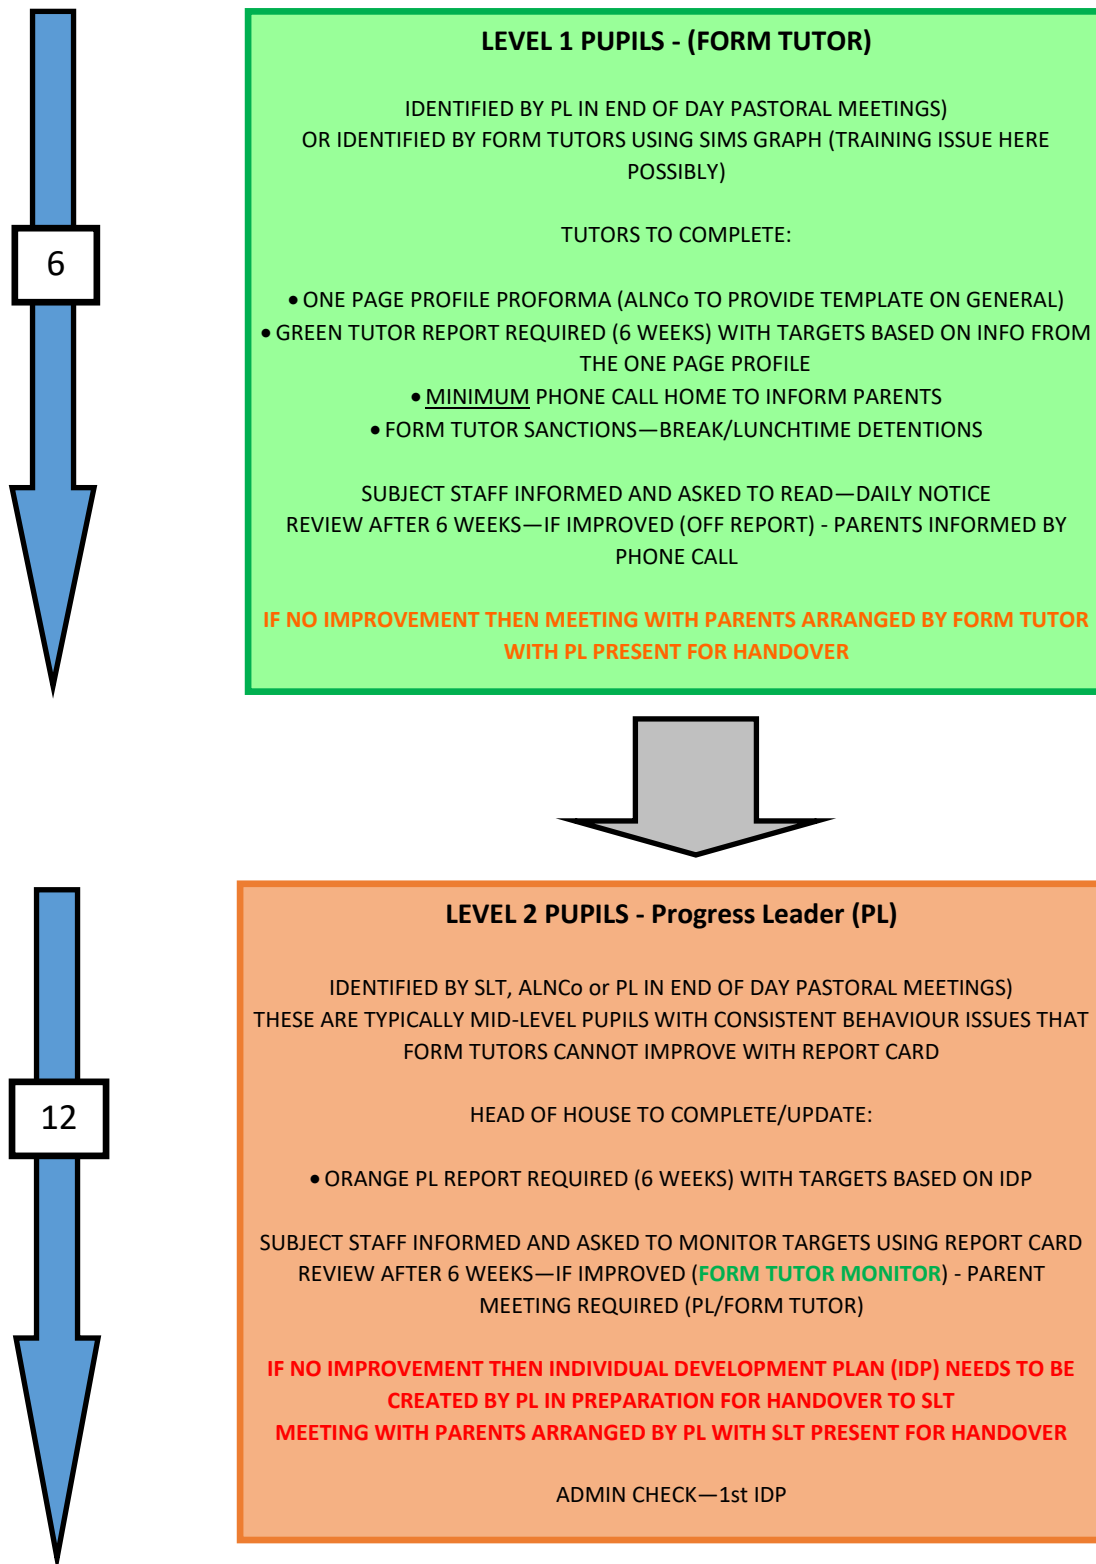 LEVEL 1 PUPILS - (FORM TUTOR)
IDENTIFIED BY PL IN END OF DAY PASTORAL MEETINGS)
OR IDENTIFIED BY FORM TUTORS USING SIMS GRAPH (TRAINING ISSUE HERE
POSSIBLY)
6
TUTORS TO COMPLETE:
• ONE PAGE PROFILE PROFORMA (ALNCo TO PROVIDE TEMPLATE ON GENERAL)
• GREEN TUTOR REPORT REQUIRED (6 WEEKS) WITH TARGETS BASED ON INFO FROM
THE ONE PAGE PROFILE
• MINIMUM PHONE CALL HOME TO INFORM PARENTS
• FORM TUTOR SANCTIONS—BREAK/LUNCHTIME DETENTIONS
SUBJECT STAFF INFORMED AND ASKED TO READ—DAILY NOTICE
REVIEW AFTER 6 WEEKS—IF IMPROVED (OFF REPORT) - PARENTS INFORMED BY
PHONE CALL
IF NO IMPROVEMENT THEN MEETING WITH PARENTS ARRANGED BY FORM TUTOR
WITH PL PRESENT FOR HANDOVER
LEVEL 2 PUPILS - Progress Leader (PL)
IDENTIFIED BY SLT, ALNCo or PL IN END OF DAY PASTORAL MEETINGS)
THESE ARE TYPICALLY MID-LEVEL PUPILS WITH CONSISTENT BEHAVIOUR ISSUES THAT
FORM TUTORS CANNOT IMPROVE WITH REPORT CARD
12
HEAD OF HOUSE TO COMPLETE/UPDATE:
• ORANGE PL REPORT REQUIRED (6 WEEKS) WITH TARGETS BASED ON IDP
SUBJECT STAFF INFORMED AND ASKED TO MONITOR TARGETS USING REPORT CARD
REVIEW AFTER 6 WEEKS—IF IMPROVED (FORM TUTOR MONITOR) - PARENT
MEETING REQUIRED (PL/FORM TUTOR)
IF NO IMPROVEMENT THEN INDIVIDUAL DEVELOPMENT PLAN (IDP) NEEDS TO BE
CREATED BY PL IN PREPARATION FOR HANDOVER TO SLT
MEETING WITH PARENTS ARRANGED BY PL WITH SLT PRESENT FOR HANDOVER
ADMIN CHECK—1st IDP